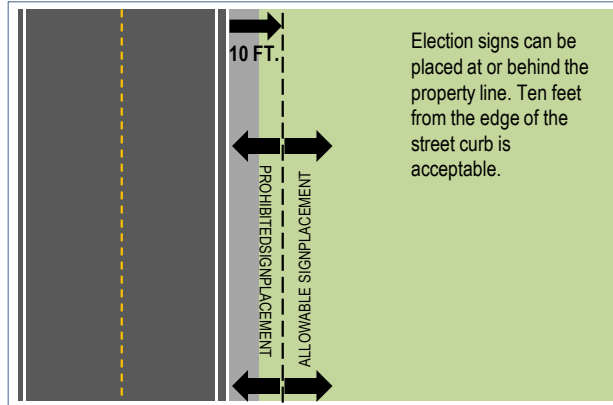 10 FT.
Election signs can be
placed at or behind the
property line. Ten feet
from the edge of the
street curb is
acceptable.
PROHIBITEDSIGNPLACEMENT
ALLOWABLE SIGNPLACEMENT